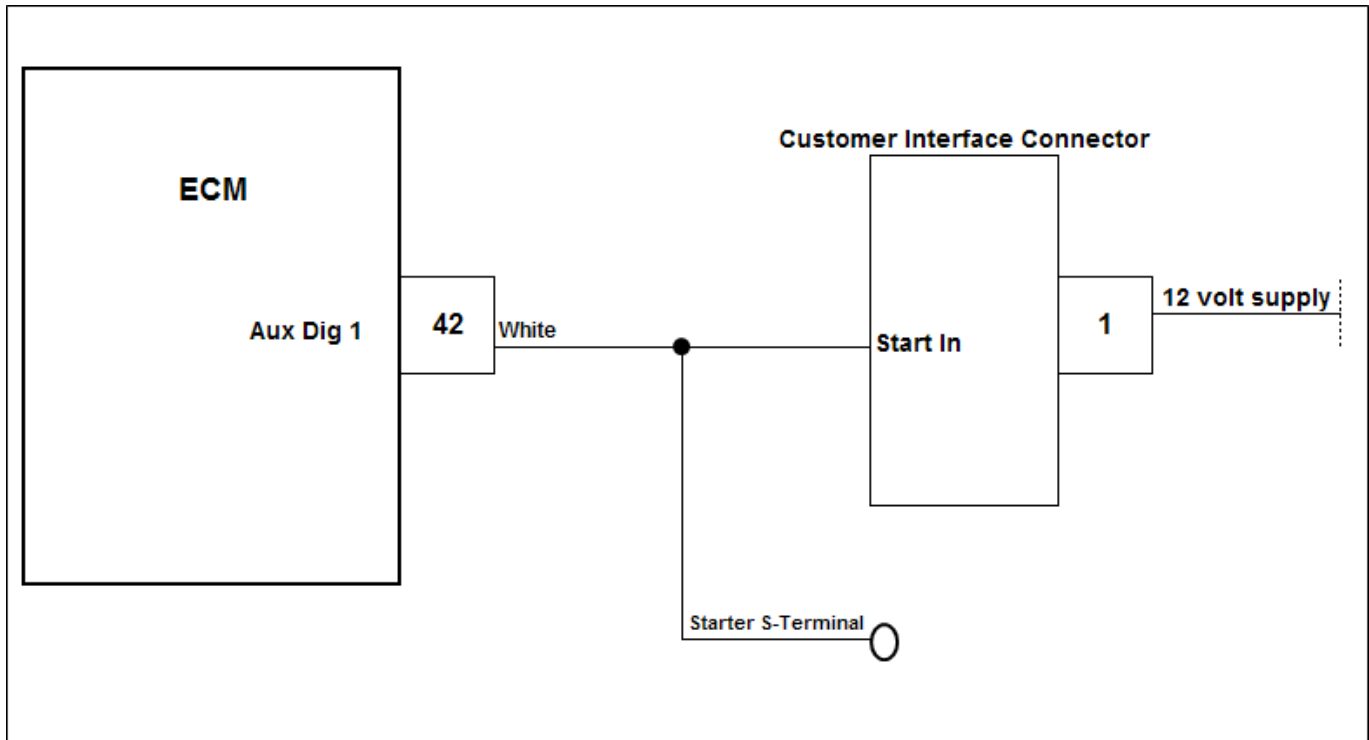 Customer Interface Connector
ECM
12 volt supply
Aux Dig 1
42
White
Start In
1
Starter S-Terminal